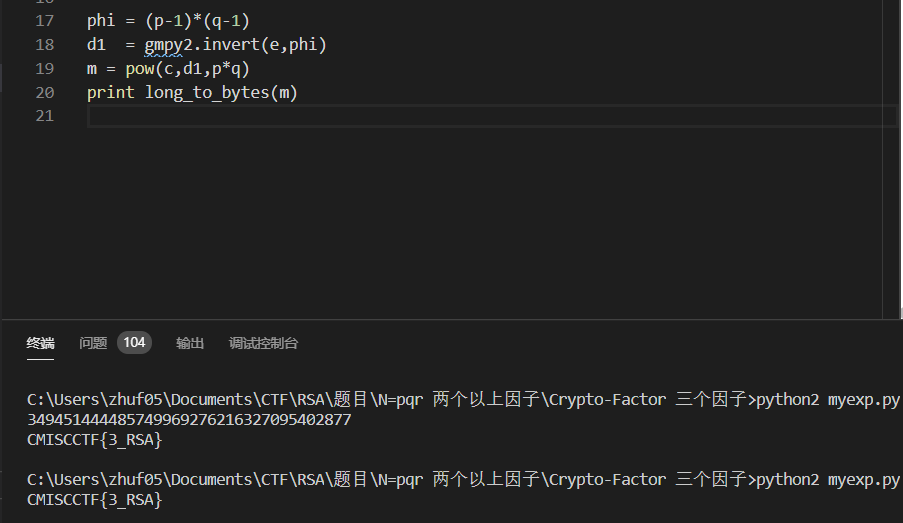 17 phi = (p-1)*(q-1)
18 d1  = gmpy2.invert(e,phi)
19 m = pow(c,d1,p*q)
20 print long_to_bytes(m)
21
终端 问题 104 输出 调试控制台
C:\Users\zhuf05\Documents\CTF\RSA\题目\N=pqr 两个以上因子\Crypto-Factor 三个因子>python2 myexp.py
349451444485749969276216327095402877
CMISCCTF{3_RSA}
C:\Users\zhuf05\Documents\CTF\RSA\题目\N=pqr 两个以上因子\Crypto-Factor 三个因子>python2 myexp.py
CMISCCTF{3_RSA}